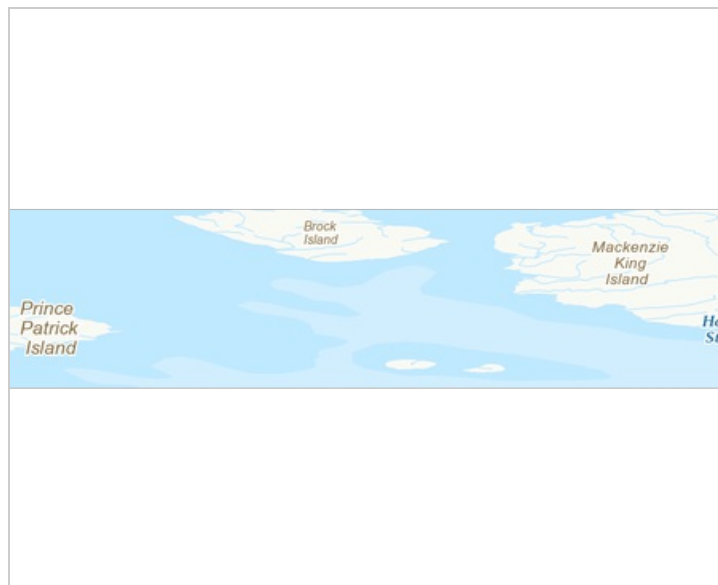 Brock
Island
Mackenzie
King
Island
Prince
Patrick
Island